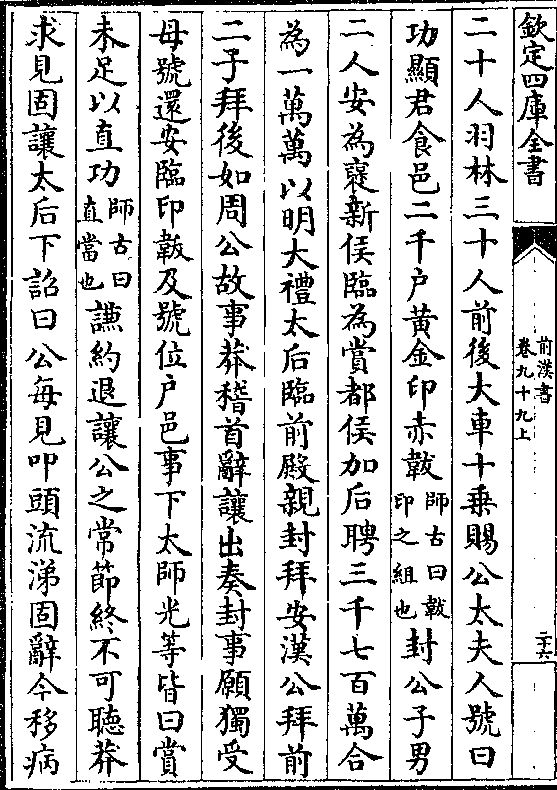 欽定四庫全書
前漢書
卷九十九上
二十六
二十人羽林三十人前後大車十乗賜公太夫人號曰
功顯君食邑二千户黄金印赤韍師古曰韍印之組也封公子男
二人安為襃新侯臨為賞都侯加后聘三千七百萬合
為一萬萬以明大禮太后臨前殿親封拜安漢公拜前
二子拜後如周公故事莽稽首辭讓出奏封事願獨受
母號還安臨印韍及號位户邑事下太師光等皆曰賞
未足以直功師古曰直當也謙約退讓公之常節終不可聽莽
求見固讓太后下詔曰公每見叩頭流涕固辭今移病